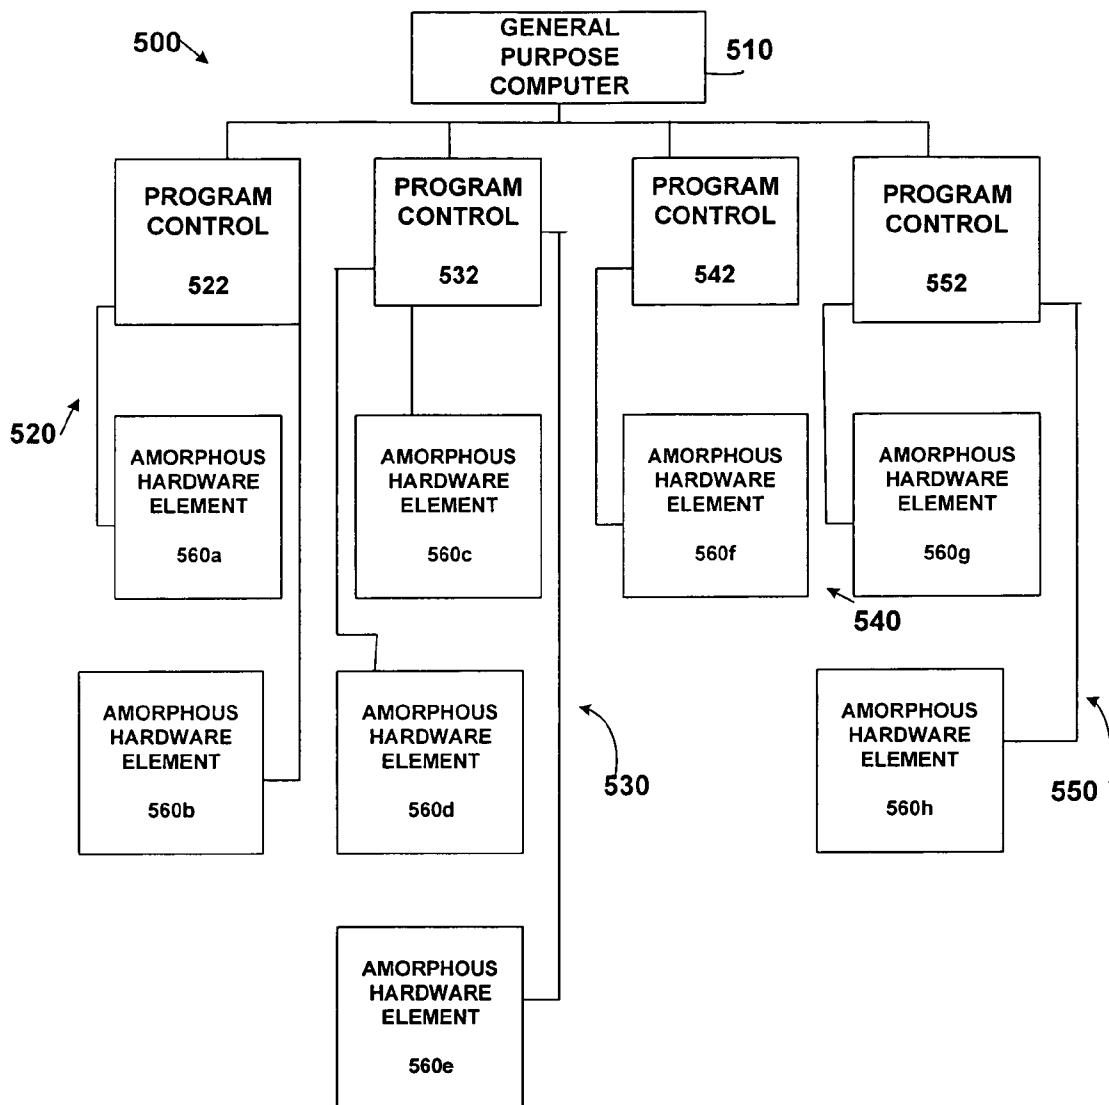 500
GENERAL
PURPOSE
COMPUTER
510
PROGRAM
CONTROL
522
PROGRAM
CONTROL
532
PROGRAM
CONTROL
542
PROGRAM
CONTROL
552
520
AMORPHOUS
HARDWARE
ELEMENT
560a
AMORPHOUS
HARDWARE
ELEMENT
560c
AMORPHOUS
HARDWARE
ELEMENT
560f
AMORPHOUS
HARDWARE
ELEMENT
560g
540
AMORPHOUS
HARDWARE
ELEMENT
560b
AMORPHOUS
HARDWARE
ELEMENT
560d
530
AMORPHOUS
HARDWARE
ELEMENT
560h
550
AMORPHOUS
HARDWARE
ELEMENT
560e